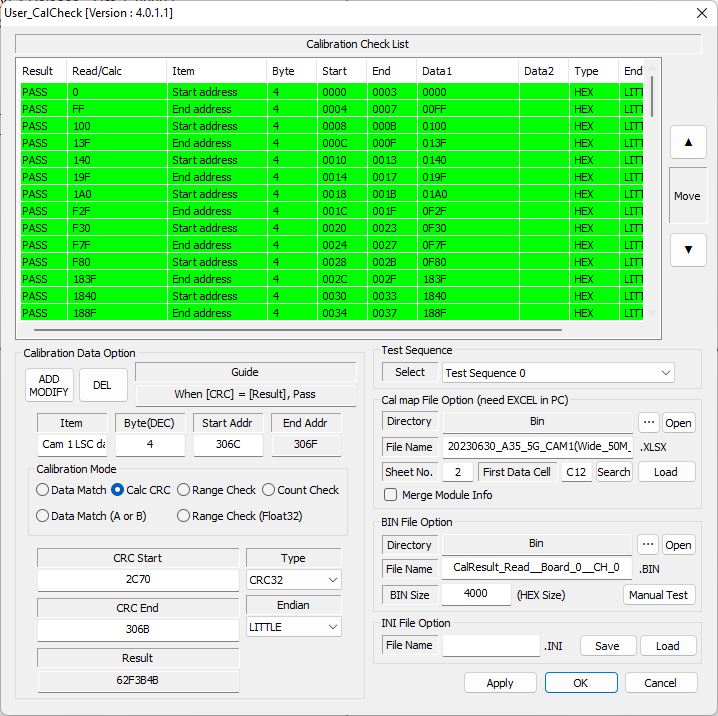 User_CalCheck [Version : 4.0.1.1]
Calibration Check List
Result Read/Calc Item Byte Start End Data1 Data2 Type End
PASS 0 Start address 4 0000 0003 0000 HEX LITT
PASS FF End address 4 0004 0007 00FF HEX LITT
PASS 100 Start address 4 0008 000B 0100 HEX LITT
PASS 13F End address 4 000C 000F 013F HEX LITT
PASS 140 Start address 4 0010 0013 0140 HEX LITT
PASS 19F End address 4 0014 0017 019F HEX LITT
PASS 1A0 Start address 4 0018 001B 01A0 HEX LITT
PASS F2F End address 4 001C 001F 0F2F HEX LITT
PASS F30 Start address 4 0020 0023 0F30 HEX LITT
PASS F7F End address 4 0024 0027 0F7F HEX LITT
PASS F80 Start address 4 0028 002B 0F80 HEX LITT
PASS 183F End address 4 002C 002F 183F HEX LITT
PASS 1840 Start address 4 0030 0033 1840 HEX LITT
PASS 188F End address 4 0034 0037 188F HEX LITT
▲
Move
▼
Calibration Data Option
ADD
MODIFY
DEL
Guide
When [CRC] = [Result], Pass
Item Byte(DEC) Start Addr End Addr
Cam 1 LSC da 4 306C 306F
Calibration Mode
Data Match Calc CRC Range Check Count Check
Data Match (A or B) Range Check (Float32)
CRC Start Type
2C70 CRC32
CRC End Endian
306B LITTLE
Result
62F3B4B
Test Sequence
Select Test Sequence 0
Cal map File Option (need EXCEL in PC)
Directory Bin ... Open
File Name 20230630_A35_5G_CAM1(Wide_50M_ .XLSX
Sheet No. 2 First Data Cell C12 Search Load
Merge Module Info
BIN File Option
Directory Bin ... Open
File Name CalResult_Read__Board_0__CH_0 .BIN
BIN Size 4000 (HEX Size) Manual Test
INI File Option
File Name .INI Save Load
Apply OK Cancel